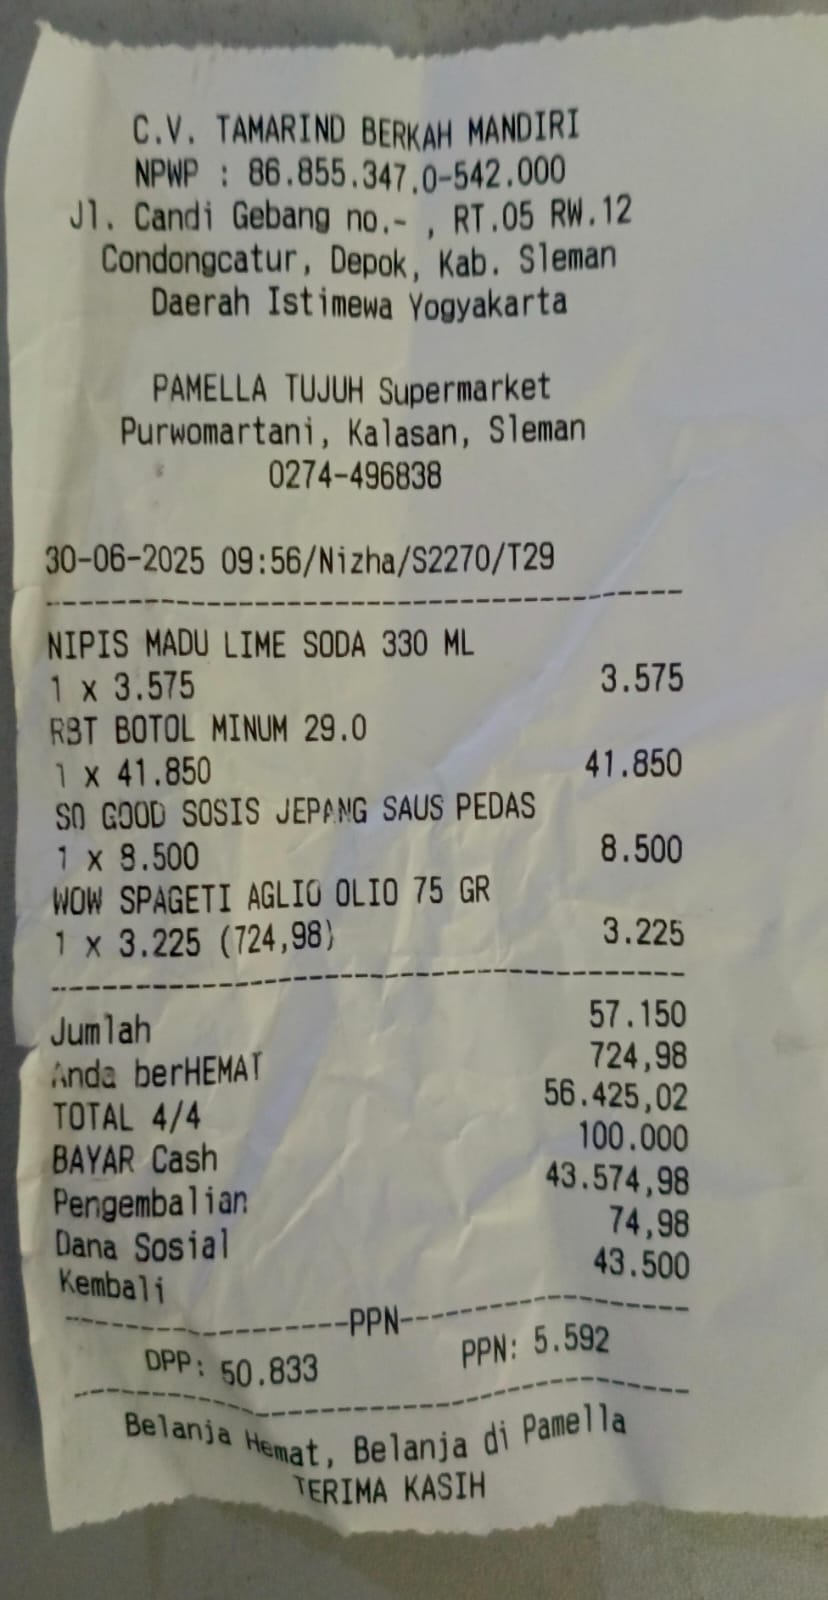 C.V. TAMARIND BERKAH MANDIRI
NPWP : 86.855.347.0-542.000
Jl. Candi Gebang no.- , RT.05 RW.12
Condongcatur, Depok, Kab. Sleman
Daerah Istimewa Yogyakarta
PAMELLA TUJUH Supermarket
Purwomartani, Kalasan, Sleman
0274-496838
30-06-2025 09:56/Nizha/S2270/T29
NIPIS MADU LIME SODA 330 ML
1 x 3.575 3.575
RBT BOTOL MINUM 29.0
1 x 41.850 41.850
SO GOOD SOSIS JEPANG SAUS PEDAS
1 x 8.500 8.500
WOW SPAGETI AGLIO OLIO 75 GR
1 x 3.225 (724,98) 3.225
Jumlah 57.150
Anda berHEMAT 724,98
TOTAL 4/4 56.425,02
BAYAR Cash 100.000
Pengembalian 43.574,98
Dana Sosial 74,98
Kembali 43.500
PPN
DPP: 50.833 PPN: 5.592
Belanja Hemat, Belanja di Pamella
TERIMA KASIH